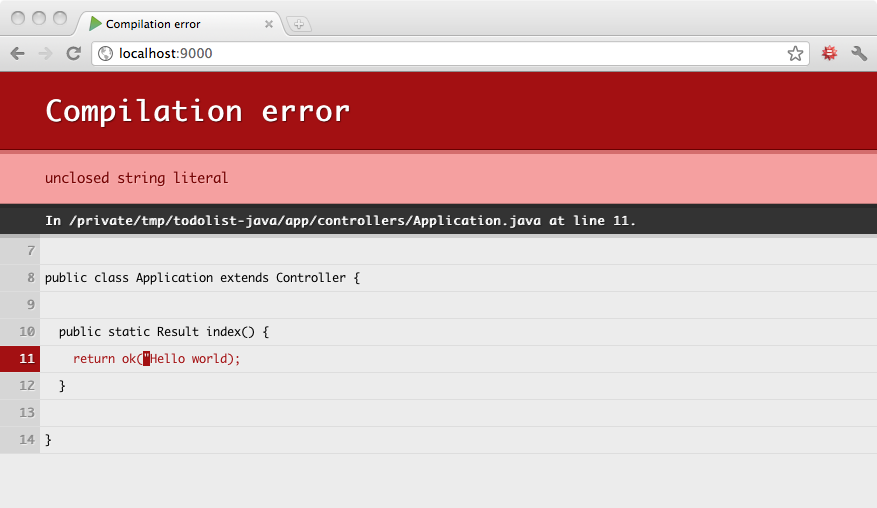 Compilation error
localhost:9000
Compilation error
unclosed string literal
In /private/tmp/todolist-java/app/controllers/Application.java at line 11.
7
8 public class Application extends Controller {
9
10 public static Result index() {
11 return ok("Hello world);
12 }
13
14 }